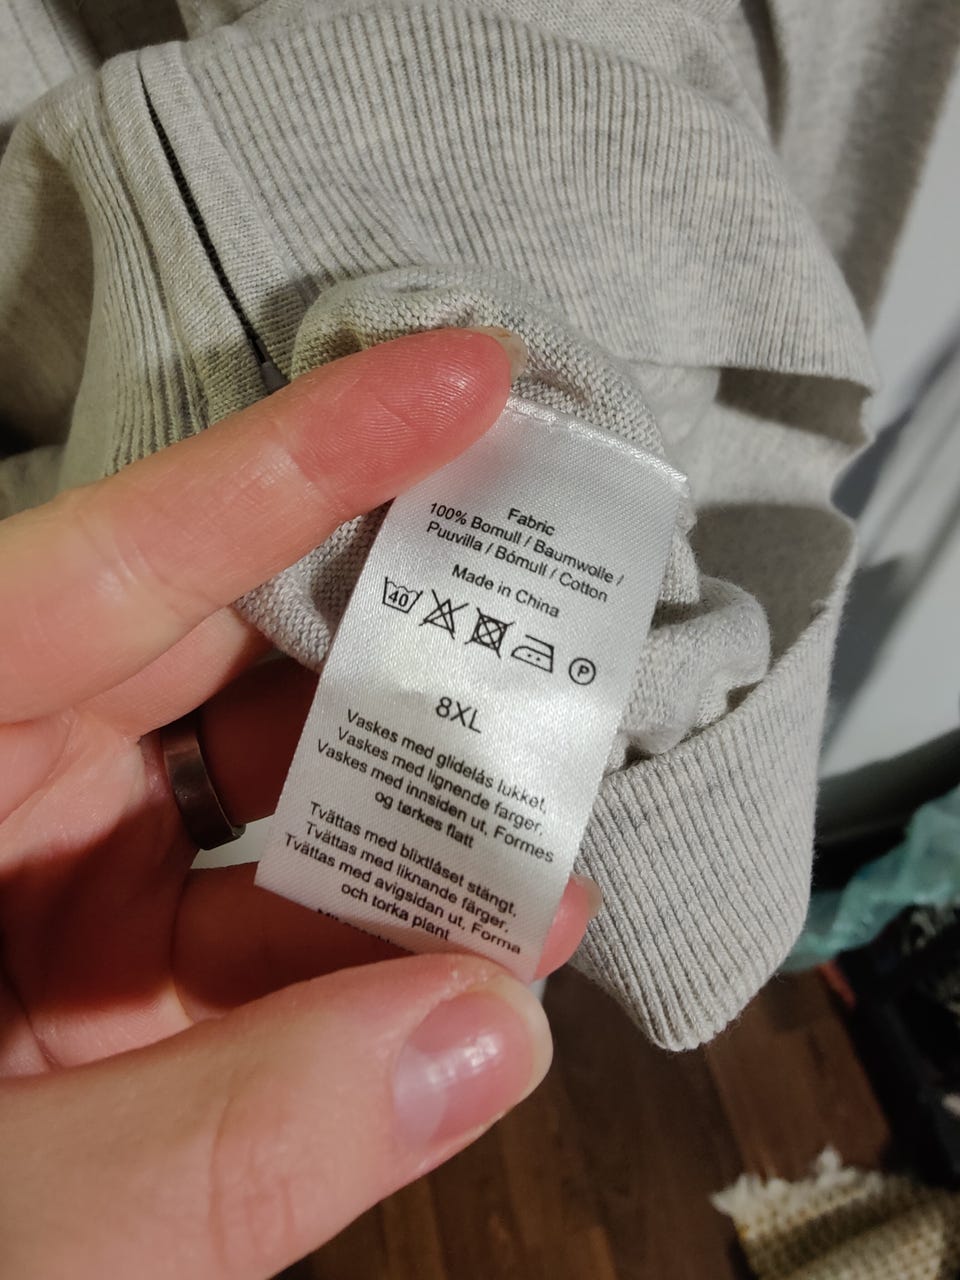 Fabric
100% Bomull / Baumwolle /
Puuvilla / Bómull / Cotton
Made in China
40
P
8XL
Vaskes med glidelås lukket.
Vaskes med lignende farger.
Vaskes med innsiden ut. Formes
og tørkes flatt
Tvättas med blixtlåset stängt.
Tvättas med liknande färger.
Tvättas med avigsidan ut. Forma
och torka plant